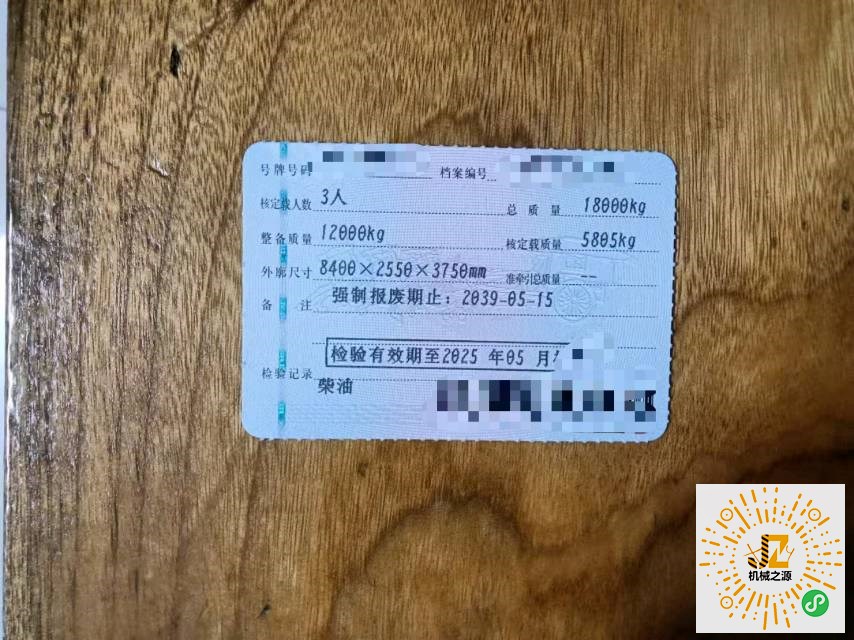 号牌号码 档案编号
核定载人数 3人 总质量 18000kg
整备质量 12000kg 核定载质量 5805kg
外廓尺寸 8400×2550×3750mm 准牵引总质量 --
备注 强制报废期止：2039-05-15
检验有效期至2025 年05 月
检验记录
柴油
JZ
机械之源